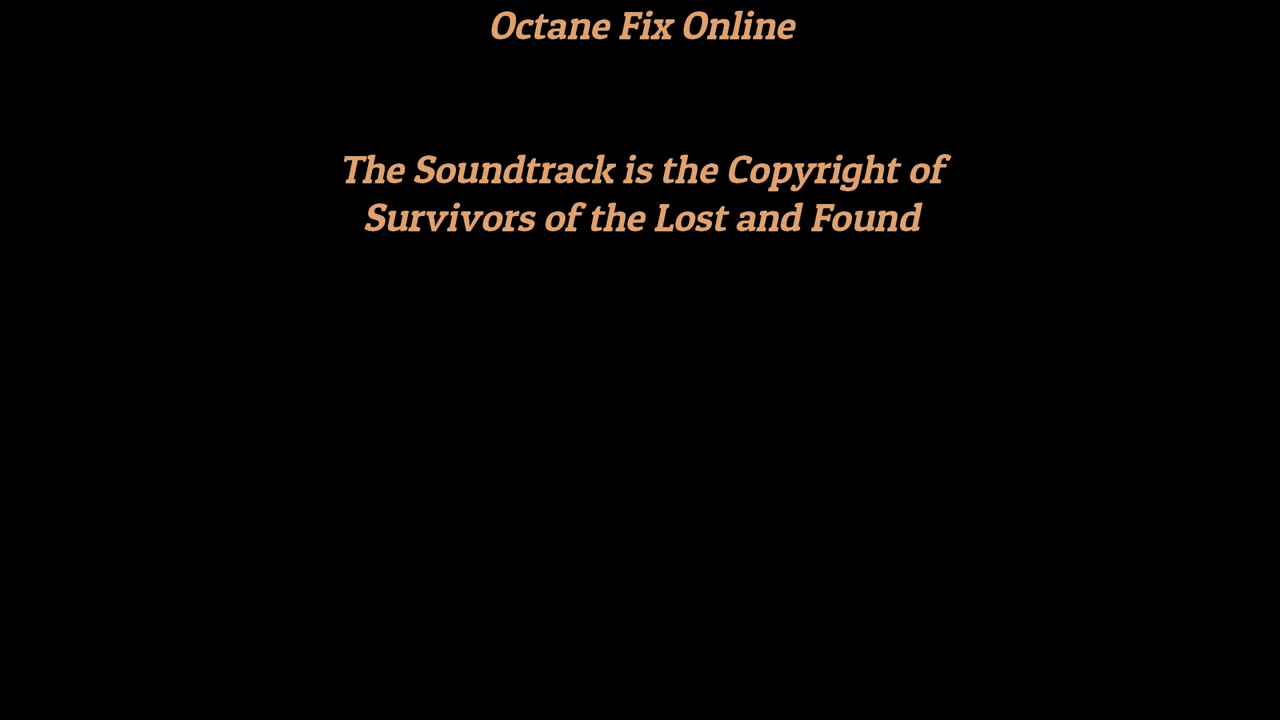 Octane Fix Online
The Soundtrack is the Copyright of
Survivors of the Lost and Found